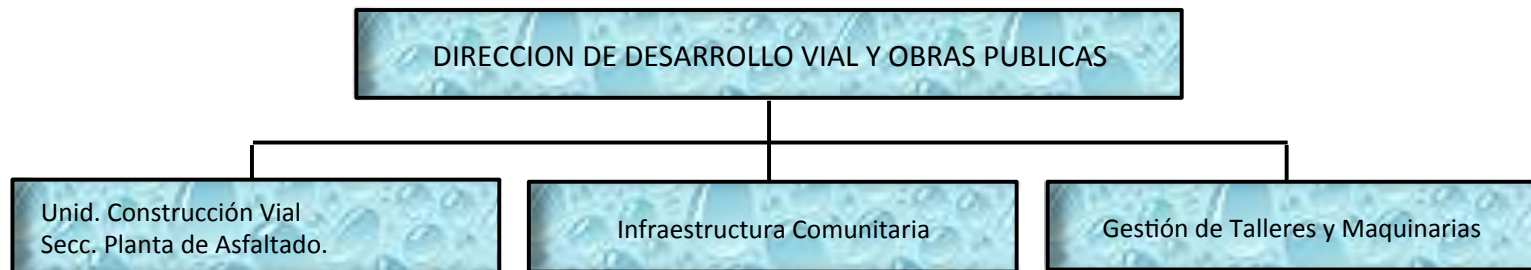 DIRECCION DE DESARROLLO VIAL Y OBRAS PUBLICAS
Unid. Construcción Vial
Secc. Planta de Asfaltado.
Infraestructura Comunitaria
Gestión de Talleres y Maquinarias